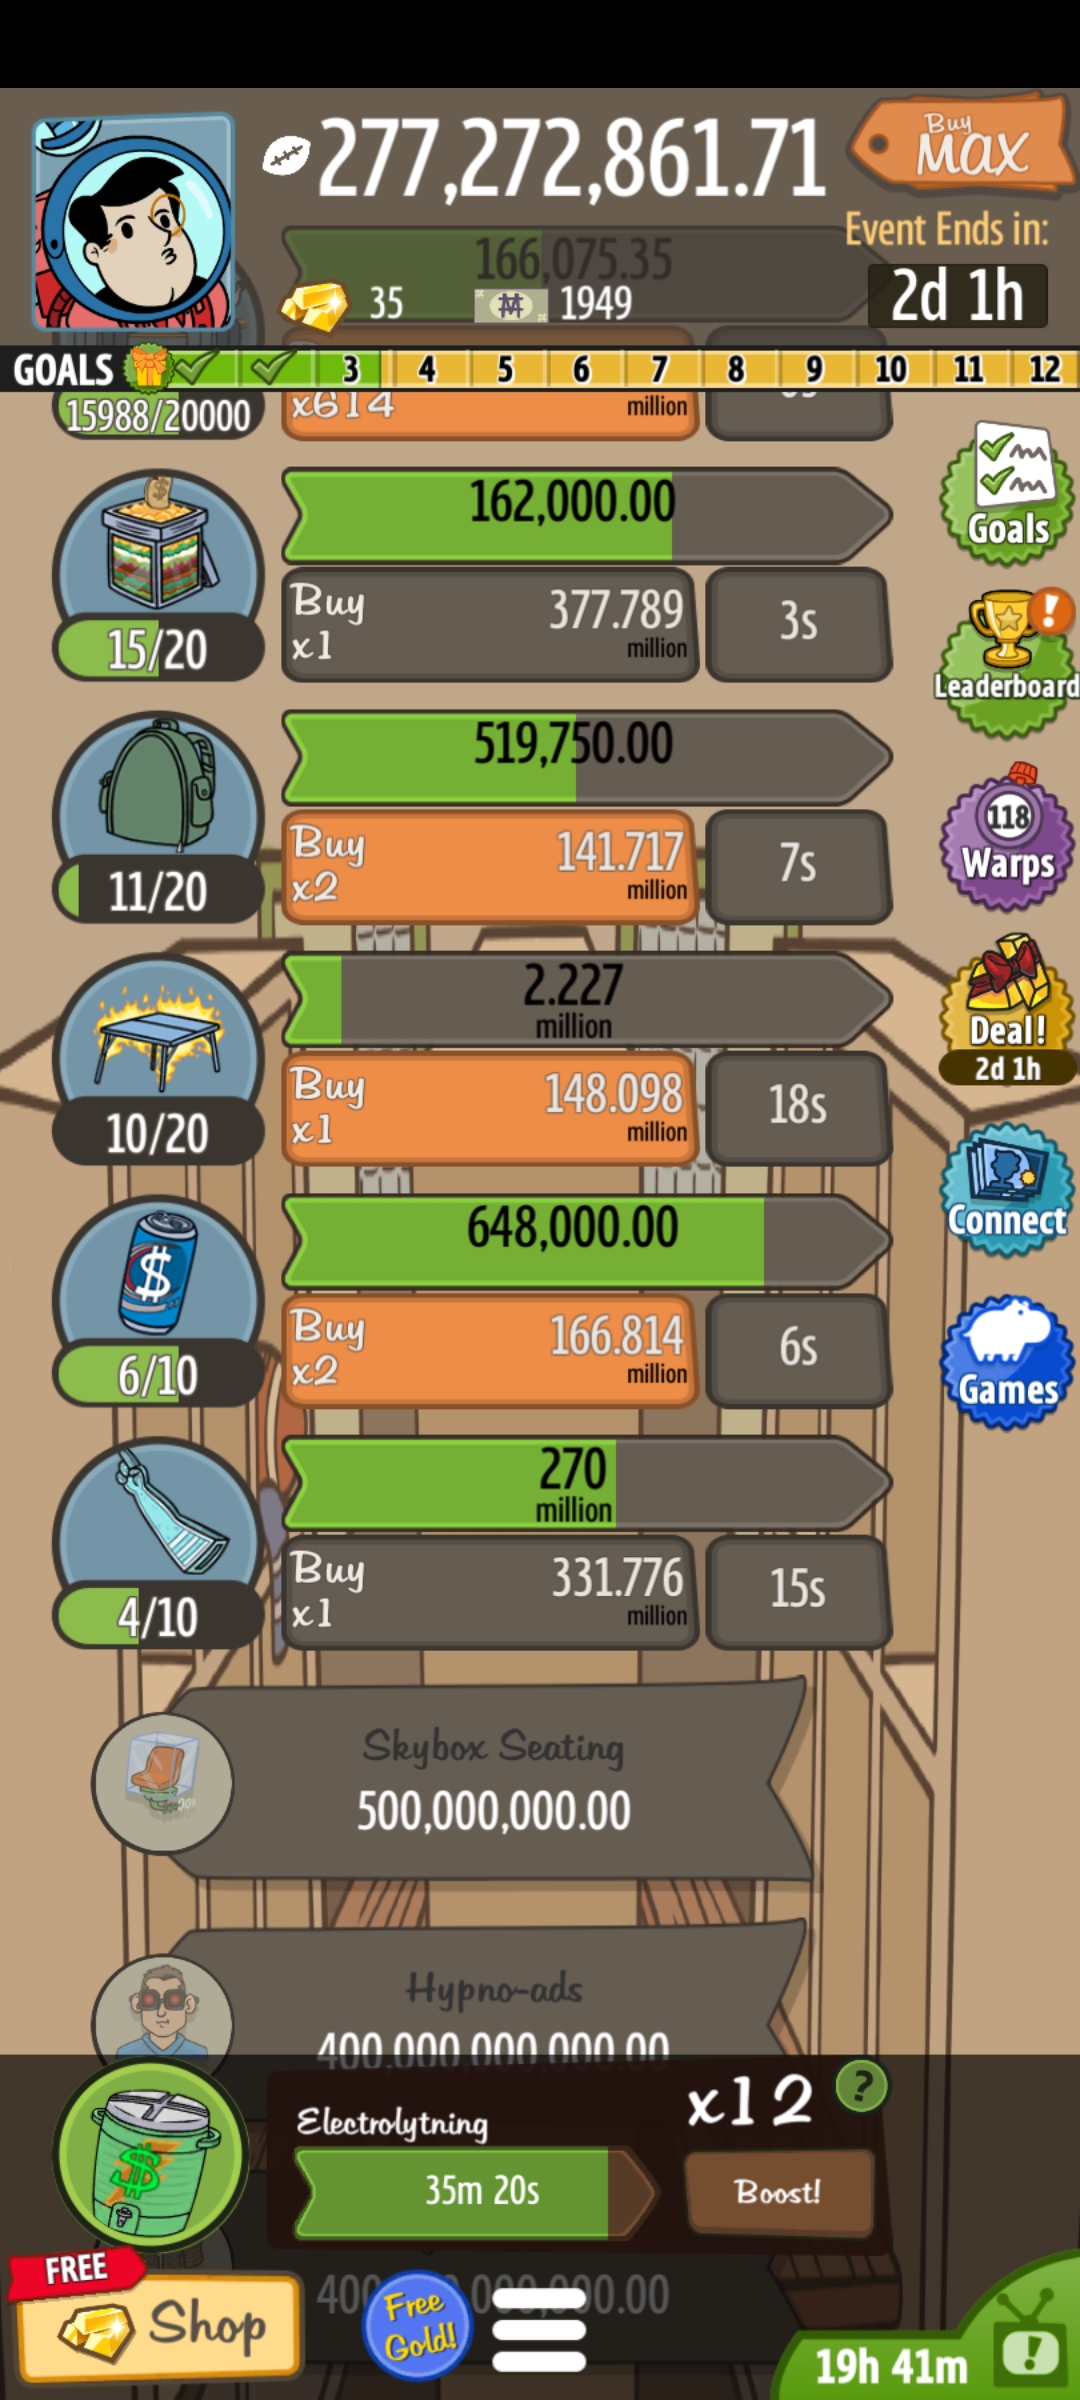 277,272,861.71
Buy
MAX
Event Ends in:
2d 1h
166,075.35
35
1949
GOALS
3 4 5 6 7 8 9 10 11 12
15988/20000
x614
million
Goals
162,000.00
Buy
x1
377.789
million
3s
15/20
Leaderboard
519,750.00
Buy
x2
141.717
million
7s
11/20
118
Warps
2.227
million
Buy
x1
148.098
million
18s
10/20
Deal!
2d 1h
648,000.00
Buy
x2
166.814
million
6s
6/10
Connect
Games
270
million
Buy
x1
331.776
million
15s
4/10
Skybox Seating
500,000,000.00
Hypno-ads
400,000,000,000.00
Electrolytning
x12
?
35m 20s
Boost!
FREE
Shop
Free
Gold!
19h 41m